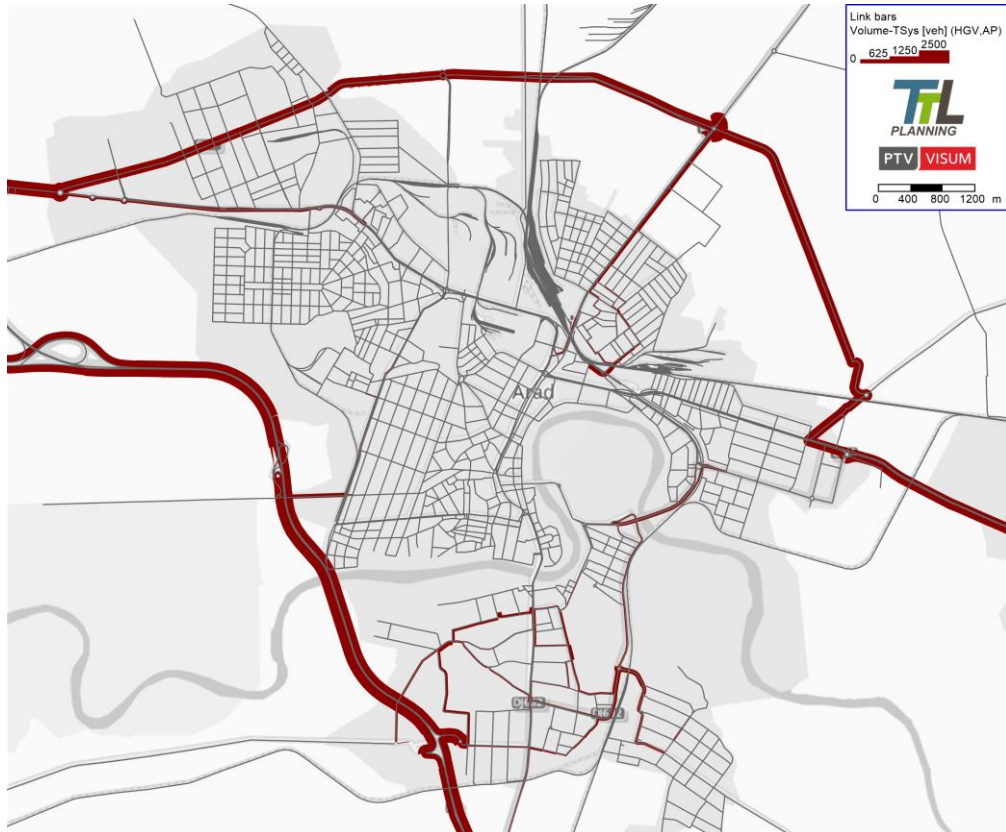 Link bars
Volume-TSys [veh] (HGV,AP)
0 625 1250 2500
TTL
PLANNING
PTV VISUM
0 400 800 1200 m
Arad